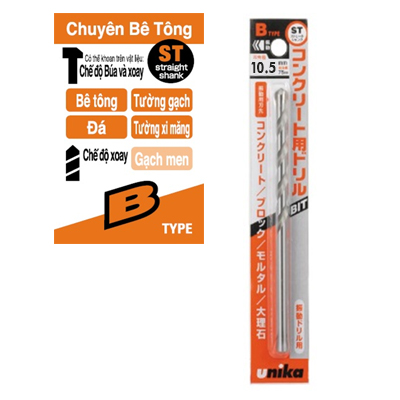 Chuyên Bê Tông
Có thể khoan trên vật liệu:
Chế độ Búa và xoay
ST
straight
shank
Bê tông
Tường gạch
Đá
Tường xi măng
Chế độ xoay
Gạch men
B
TYPE
B TYPE
ST
10.5
コンクリート用ドリル
BIT
コンクリート/ブロック/モルタル/大理石
振動ドリル用
unika